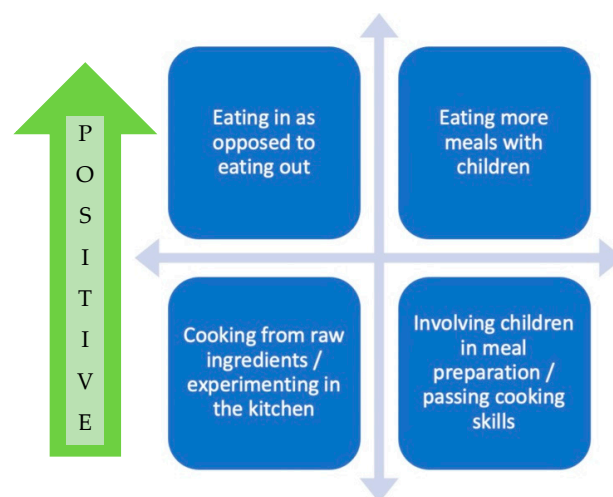 POSITIVE
Eating in as
opposed to
eating out
Eating more
meals with
children
Cooking from raw
ingredients /
experimenting in
the kitchen
Involving children
in meal
preparation /
passing cooking
skills